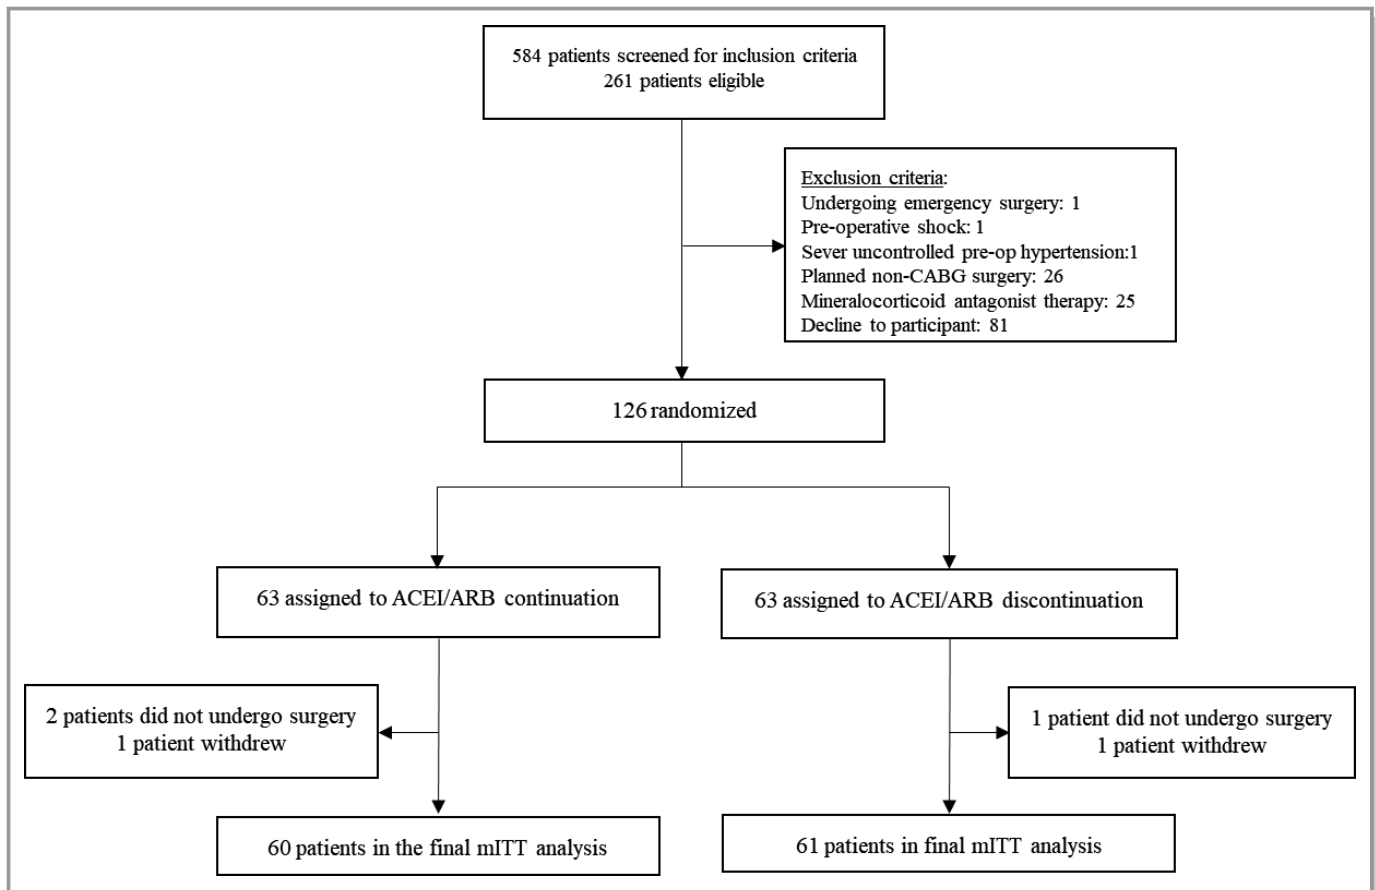 584 patients screened for inclusion criteria
261 patients eligible
Exclusion criteria:
Undergoing emergency surgery: 1
Pre-operative shock: 1
Sever uncontrolled pre-op hypertension:1
Planned non-CABG surgery: 26
Mineralocorticoid antagonist therapy: 25
Decline to participant: 81
126 randomized
63 assigned to ACEI/ARB continuation
63 assigned to ACEI/ARB discontinuation
2 patients did not undergo surgery
1 patient withdrew
1 patient did not undergo surgery
1 patient withdrew
60 patients in the final mITT analysis
61 patients in final mITT analysis